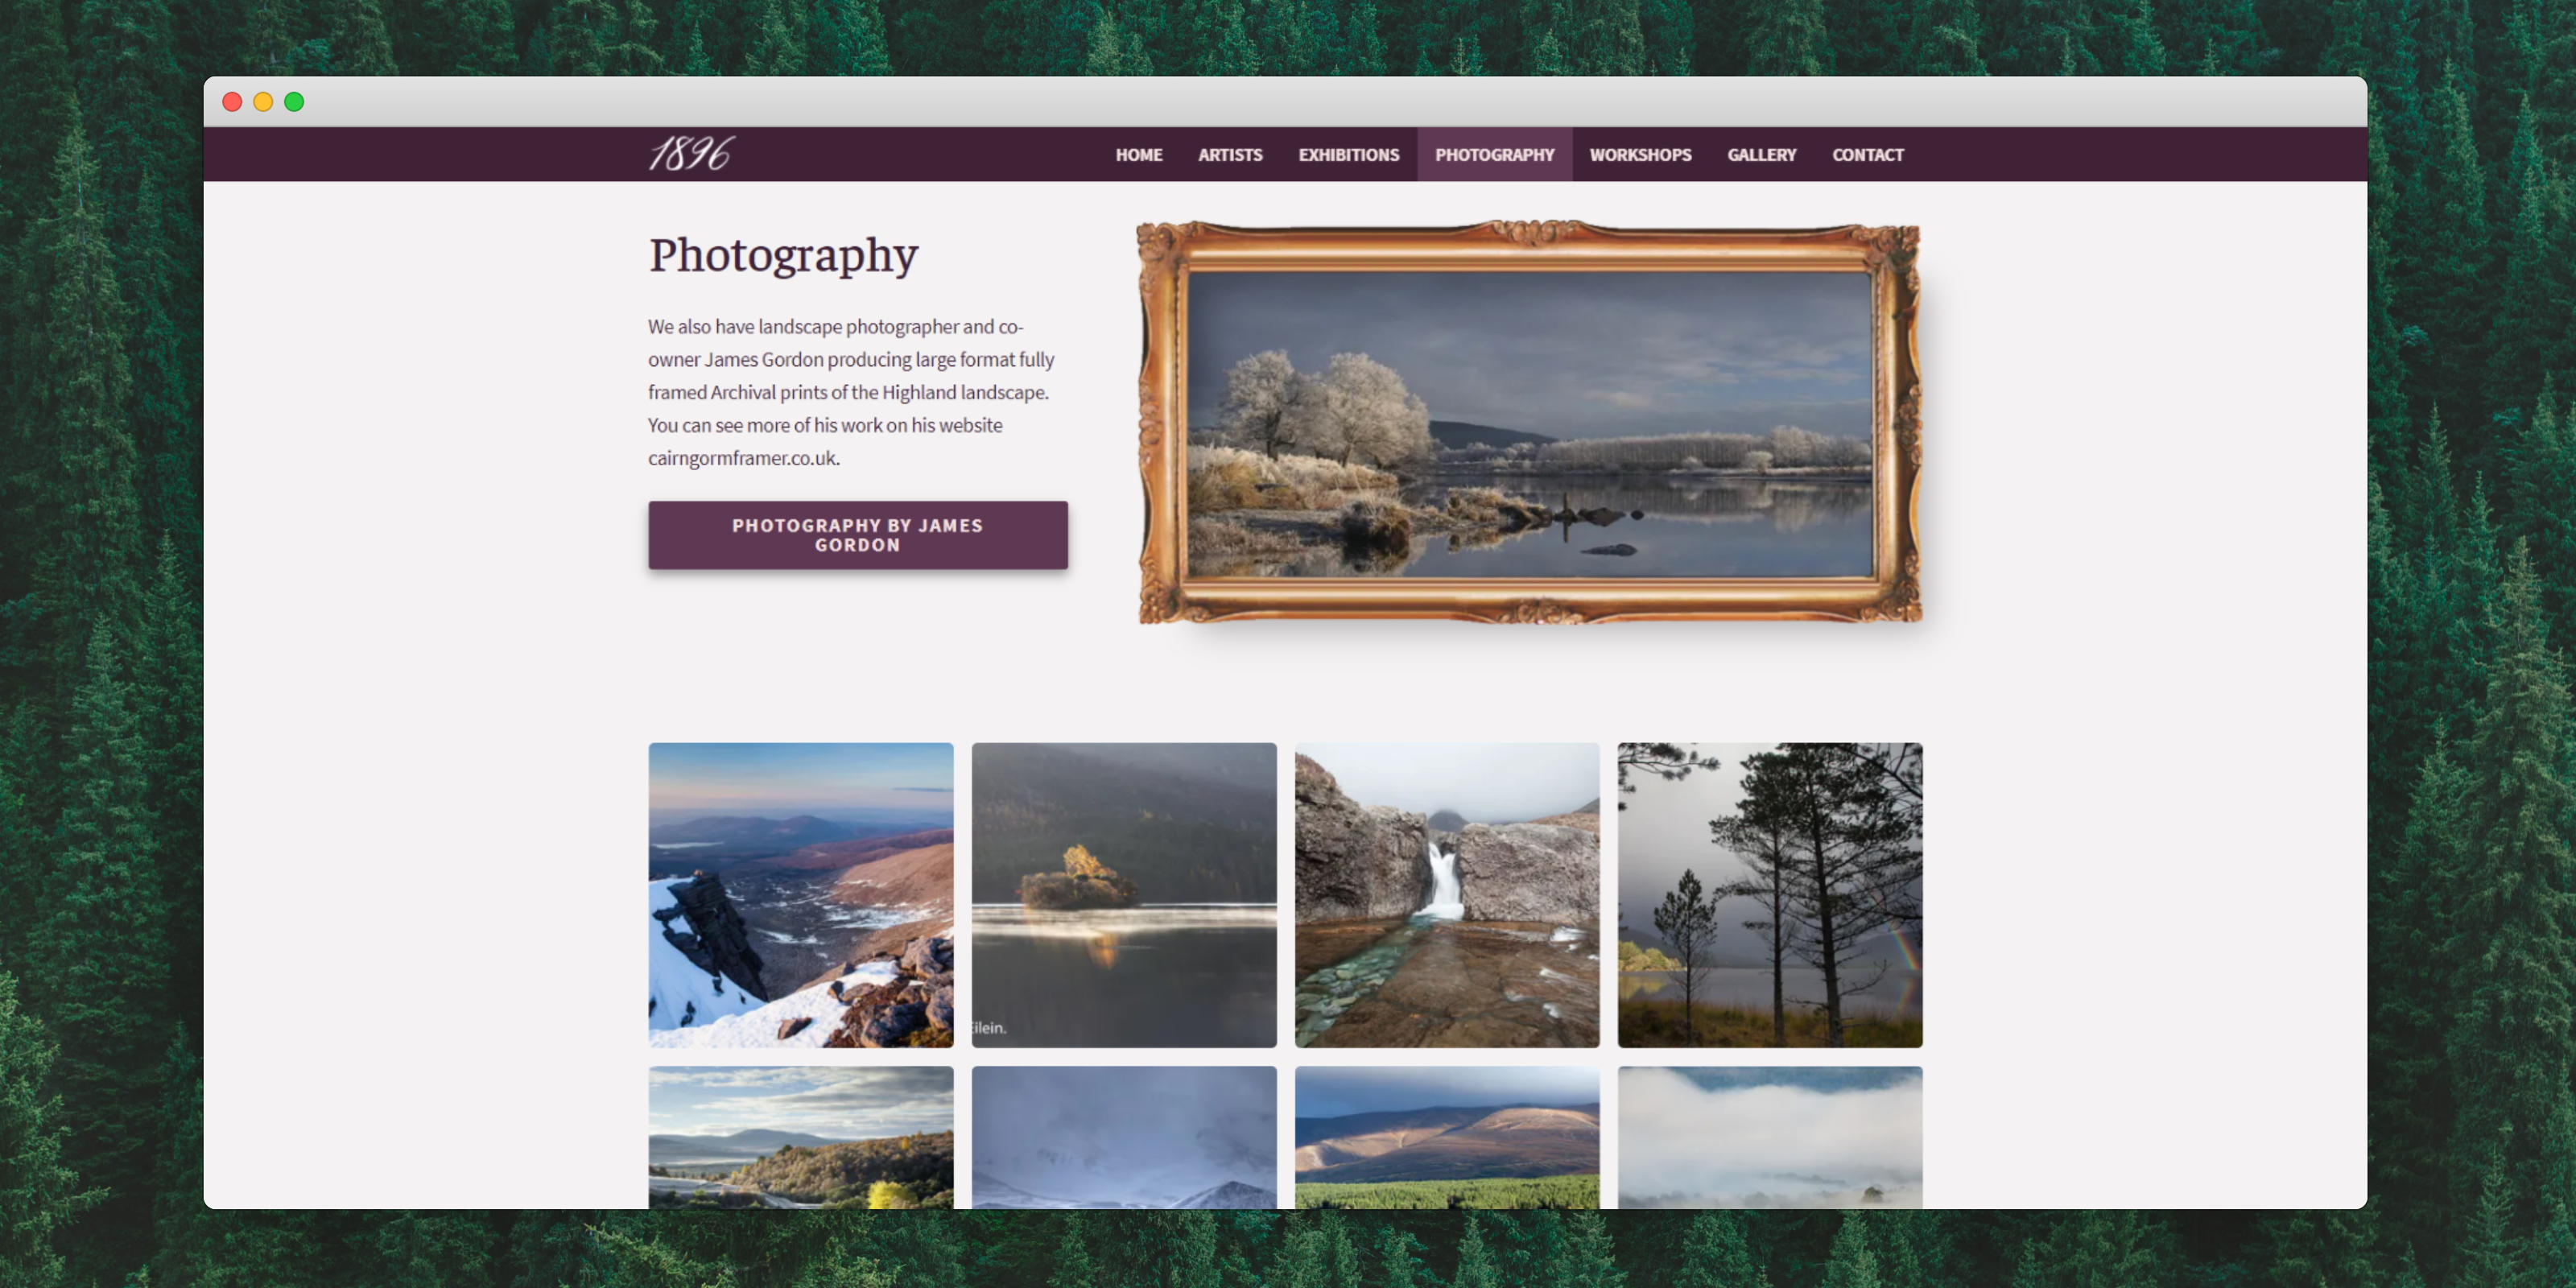 1896
HOME ARTISTS EXHIBITIONS PHOTOGRAPHY WORKSHOPS GALLERY CONTACT
Photography
We also have landscape photographer and co-
owner James Gordon producing large format fully
framed Archival prints of the Highland landscape.
You can see more of his work on his website
cairngormframer.co.uk.
PHOTOGRAPHY BY JAMES
GORDON
Eilein.